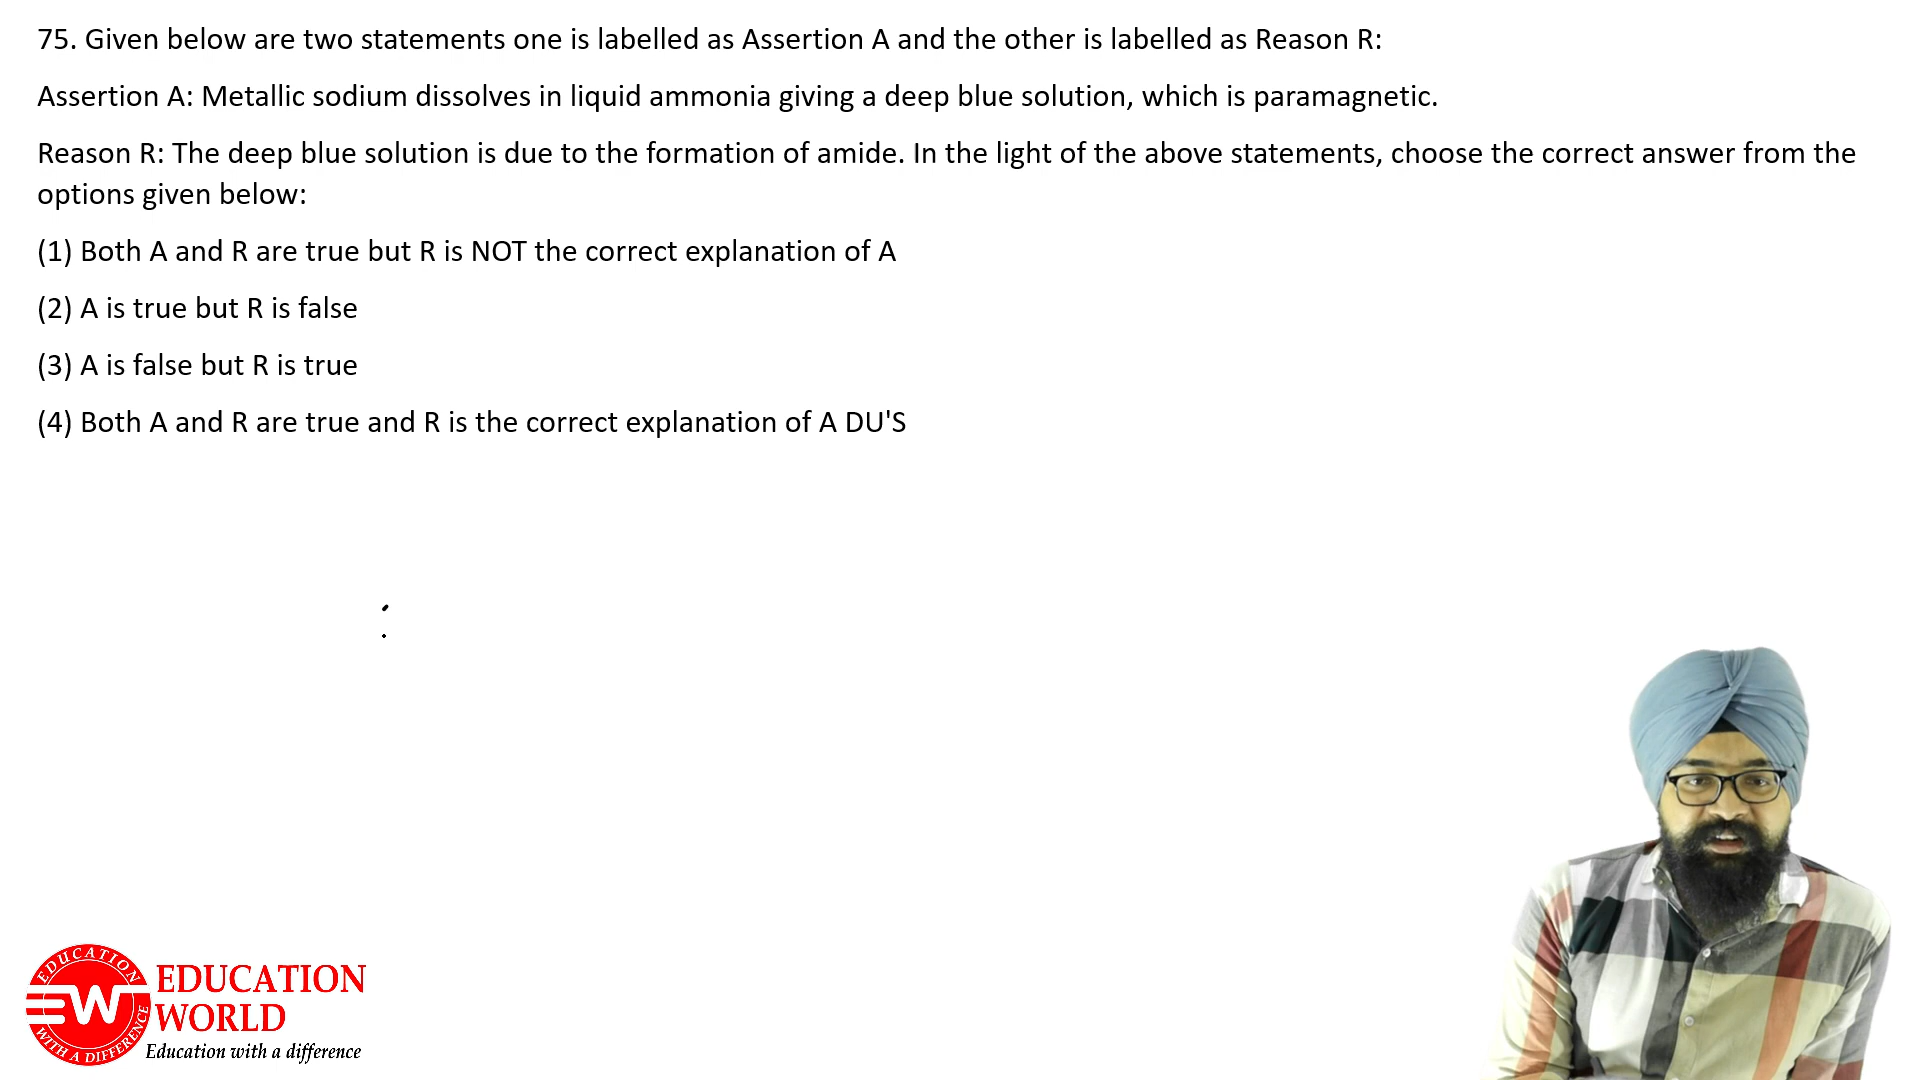 75. Given below are two statements one is labelled as Assertion A and the other is labelled as Reason R:
Assertion A: Metallic sodium dissolves in liquid ammonia giving a deep blue solution, which is paramagnetic.
Reason R: The deep blue solution is due to the formation of amide. In the light of the above statements, choose the correct answer from the
options given below:
(1) Both A and R are true but R is NOT the correct explanation of A
(2) A is true but R is false
(3) A is false but R is true
(4) Both A and R are true and R is the correct explanation of A DU'S
EDUCATION
EW
WITH A DIFFERENCE
EDUCATION
WORLD
Education with a difference